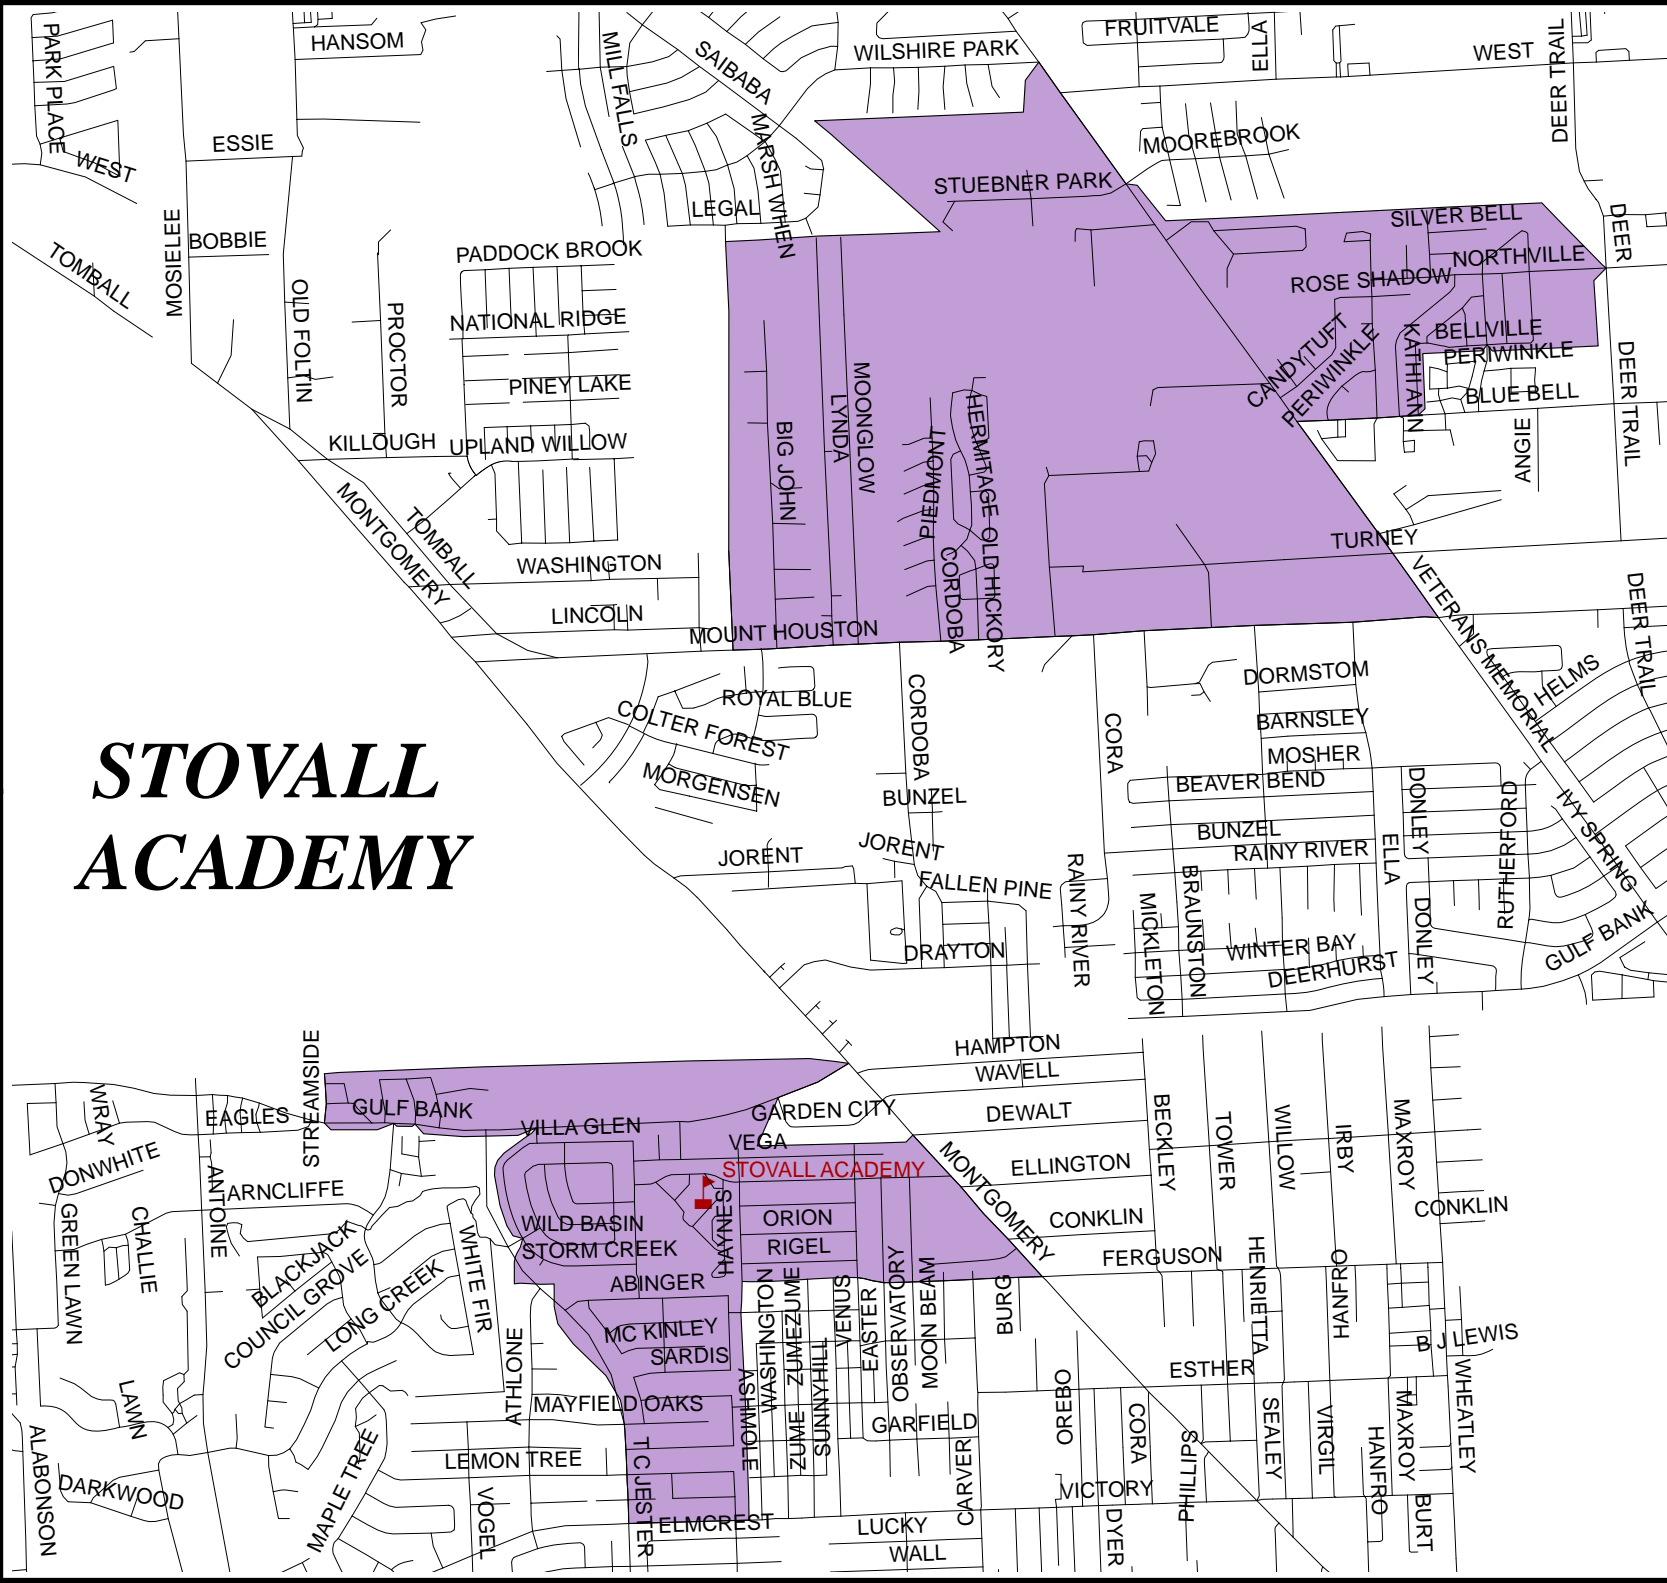 PARK PLACE
HANSOM
MILL FALLS
SAIBABA
WILSHIRE PARK
FRUITVALE
ELLA
WEST
DEER TRAIL
ESSIE
WEST
MARSH WHEN
MOOREBROOK
STUEBNER PARK
LEGAL
MOSIELEE
BOBBIE
TOMBALL
PADDOCK BROOK
SILVER BELL
DEER
NORTHVILLE
ROSE SHADOW
OLD FOLTIN
PROCTOR
NATIONAL RIDGE
CANDYTUFT
PERIWINKLE
KATHI ANN
BELLVILLE
PERIWINKLE
DEER TRAIL
PINEY LAKE
MOONGLOW
LYNDA
BIG JOHN
BLUE BELL
HERMITAGE
PIEDMONT
ANGIE
KILLOUGH
UPLAND WILLOW
MONTGOMERY
TOMBALL
OLD HICKORY
CORDOBA
TURNEY
WASHINGTON
VETERANS MEMORIAL
DEER TRAIL
LINCOLN
MOUNT HOUSTON
DORMSTOM
HELMS
ROYAL BLUE
COLTER FOREST
CORDOBA
CORA
BARNSLEY
STOVALL
ACADEMY
MORGENSEN
MOSHER
BEAVER BEND
DONLEY
RUTHERFORD
IVY SPRING
BUNZEL
BUNZEL
JORENT
JORENT
RAINY RIVER
ELLA
FALLEN PINE
RAINY RIVER
MICKLETON
BRAUNSTON
DONLEY
GULF BANK
DRAYTON
WINTER BAY
DEERHURST
STREAMSIDE
HAMPTON
WAVELL
WRAY
EAGLES
GULF BANK
VILLA GLEN
GARDEN CITY
DEWALT
BECKLEY
TOWER
WILLOW
IRBY
MAXROY
VEGA
DONWHITE
STOVALL ACADEMY
MONTGOMERY
ELLINGTON
ANTOINE
ARNCLIFFE
GREEN LAWN
CHALLIE
HAYNES
ORION
CONKLIN
CONKLIN
WILD BASIN
STORM CREEK
RIGEL
BLACKJACK
COUNCIL GROVE
LONG CREEK
WHITE FIR
ABINGER
FERGUSON
HENRIETTA
HANFRO
WASHINGTON
ZUMEZUME
VENUS
EASTER
OBSERVATORY
MOON BEAM
BURG
MC KINLEY
SARDIS
B J LEWIS
ATHLONE
SUNNYHILL
ESTHER
WHEATLEY
LAWN
MAYFIELD OAKS
ASHMOLE
ZUME
GARFIELD
OREBO
CORA
SEALEY
VIRGIL
MAXROY
HANFRO
ALABONSON
MAPLE TREE
LEMON TREE
T C JESTER
CARVER
PHILLIPS
DARKWOOD
VOGEL
VICTORY
BURT
ELMCREST
LUCKY
DYER
WALL